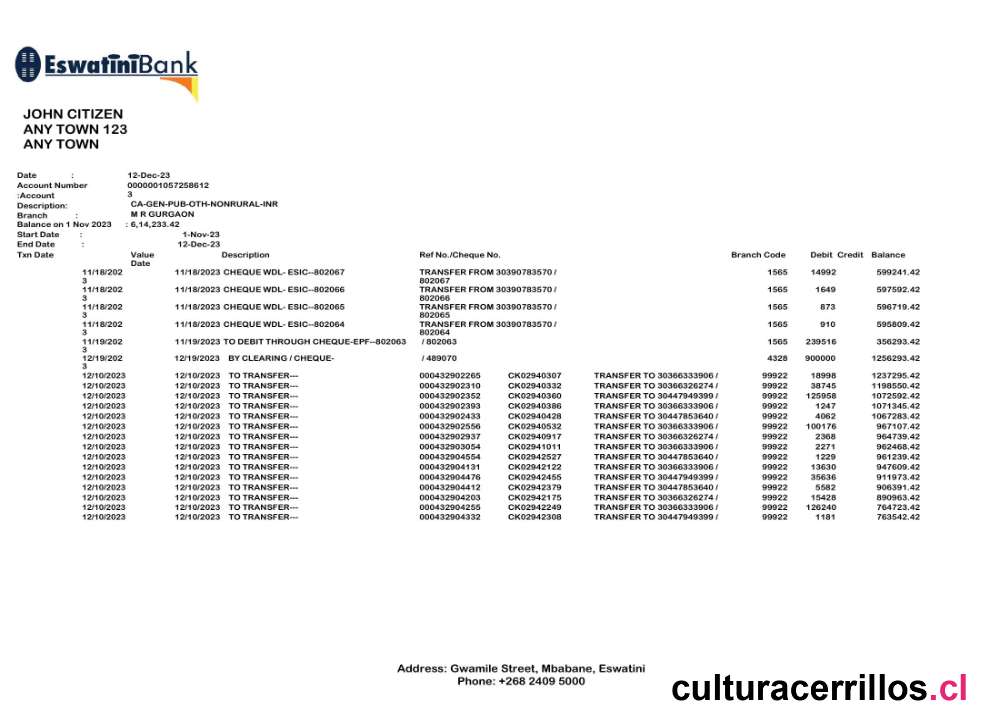 EswatiniBank
JOHN CITIZEN
ANY TOWN 123
ANY TOWN
Date : 12-Dec-23
Account Number 0000001057258612
:Account 3
Description: CA-GEN-PUB-OTH-NONRURAL-INR
Branch : M R GURGAON
Balance on 1 Nov 2023 : 6,14,233.42
Start Date : 1-Nov-23
End Date : 12-Dec-23
Txn Date Value Description Ref No./Cheque No. Branch Code Debit Credit Balance
Date
11/18/202 11/18/2023 CHEQUE WDL- ESIC--802067 TRANSFER FROM 30390783570 / 1565 14992 599241.42
3 802067
11/18/202 11/18/2023 CHEQUE WDL- ESIC--802066 TRANSFER FROM 30390783570 / 1565 1649 597592.42
3 802066
11/18/202 11/18/2023 CHEQUE WDL- ESIC--802065 TRANSFER FROM 30390783570 / 1565 873 596719.42
3 802065
11/18/202 11/18/2023 CHEQUE WDL- ESIC--802064 TRANSFER FROM 30390783570 / 1565 910 595809.42
3 802064
11/19/202 11/19/2023 TO DEBIT THROUGH CHEQUE-EPF--802063 / 802063 1565 239516 356293.42
3
12/19/202 12/19/2023 BY CLEARING / CHEQUE- / 489070 4328 900000 1256293.42
3
12/10/2023 12/10/2023 TO TRANSFER--- 000432902265 CK02940307 TRANSFER TO 30366333906 / 99922 18998 1237295.42
12/10/2023 12/10/2023 TO TRANSFER--- 000432902310 CK02940332 TRANSFER TO 30366326274 / 99922 38745 1198550.42
12/10/2023 12/10/2023 TO TRANSFER--- 000432902352 CK02940360 TRANSFER TO 30447949399 / 99922 125958 1072592.42
12/10/2023 12/10/2023 TO TRANSFER--- 000432902393 CK02940386 TRANSFER TO 30366333906 / 99922 1247 1071345.42
12/10/2023 12/10/2023 TO TRANSFER--- 000432902433 CK02940428 TRANSFER TO 30447853640 / 99922 4062 1067283.42
12/10/2023 12/10/2023 TO TRANSFER--- 000432902556 CK02940532 TRANSFER TO 30366333906 / 99922 100176 967107.42
12/10/2023 12/10/2023 TO TRANSFER--- 000432902937 CK02940917 TRANSFER TO 30366326274 / 99922 2368 964739.42
12/10/2023 12/10/2023 TO TRANSFER--- 000432903054 CK02941011 TRANSFER TO 30366333906 / 99922 2271 962468.42
12/10/2023 12/10/2023 TO TRANSFER--- 000432904554 CK02942527 TRANSFER TO 30447853640 / 99922 1229 961239.42
12/10/2023 12/10/2023 TO TRANSFER--- 000432904131 CK02942122 TRANSFER TO 30366333906 / 99922 13630 947609.42
12/10/2023 12/10/2023 TO TRANSFER--- 000432904476 CK02942455 TRANSFER TO 30447949399 / 99922 35636 911973.42
12/10/2023 12/10/2023 TO TRANSFER--- 000432904412 CK02942379 TRANSFER TO 30447853640 / 99922 5582 906391.42
12/10/2023 12/10/2023 TO TRANSFER--- 000432904203 CK02942175 TRANSFER TO 30366326274 / 99922 15428 890963.42
12/10/2023 12/10/2023 TO TRANSFER--- 000432904255 CK02942249 TRANSFER TO 30366333906 / 99922 126240 764723.42
12/10/2023 12/10/2023 TO TRANSFER--- 000432904332 CK02942308 TRANSFER TO 30447949399 / 99922 1181 763542.42
Address: Gwamile Street, Mbabane, Eswatini
Phone: +268 2409 5000
culturacerrillos.cl